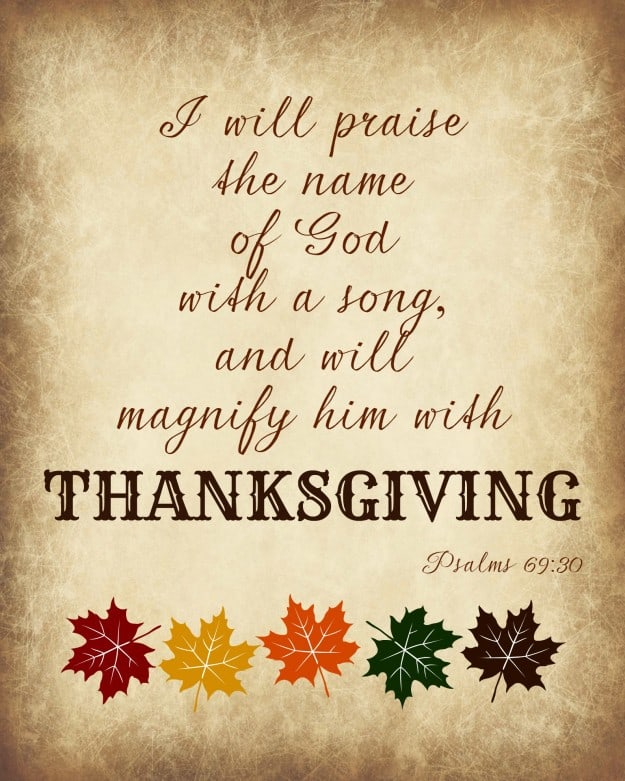 I will praise
the name
of God
with a song,
and will
magnify him with
THANKSGIVING
Psalms 69:30